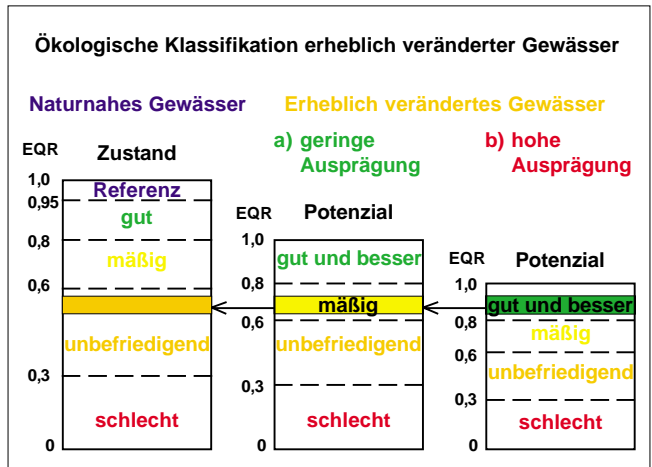 Ökologische Klassifikation erheblich veränderter Gewässer
Naturnahes Gewässer
Erheblich verändertes Gewässer
a) geringe
Ausprägung
b) hohe
Ausprägung
EQR
Zustand
1,0
Referenz
0,95
gut
0,8
mäßig
0,6
unbefriedigend
0,3
schlecht
0
EQR
Potenzial
1,0
gut und besser
0,8
mäßig
0,6
unbefriedigend
0,3
schlecht
0
EQR
Potenzial
1,0
gut und besser
0,8
mäßig
0,6
unbefriedigend
0,3
schlecht
0